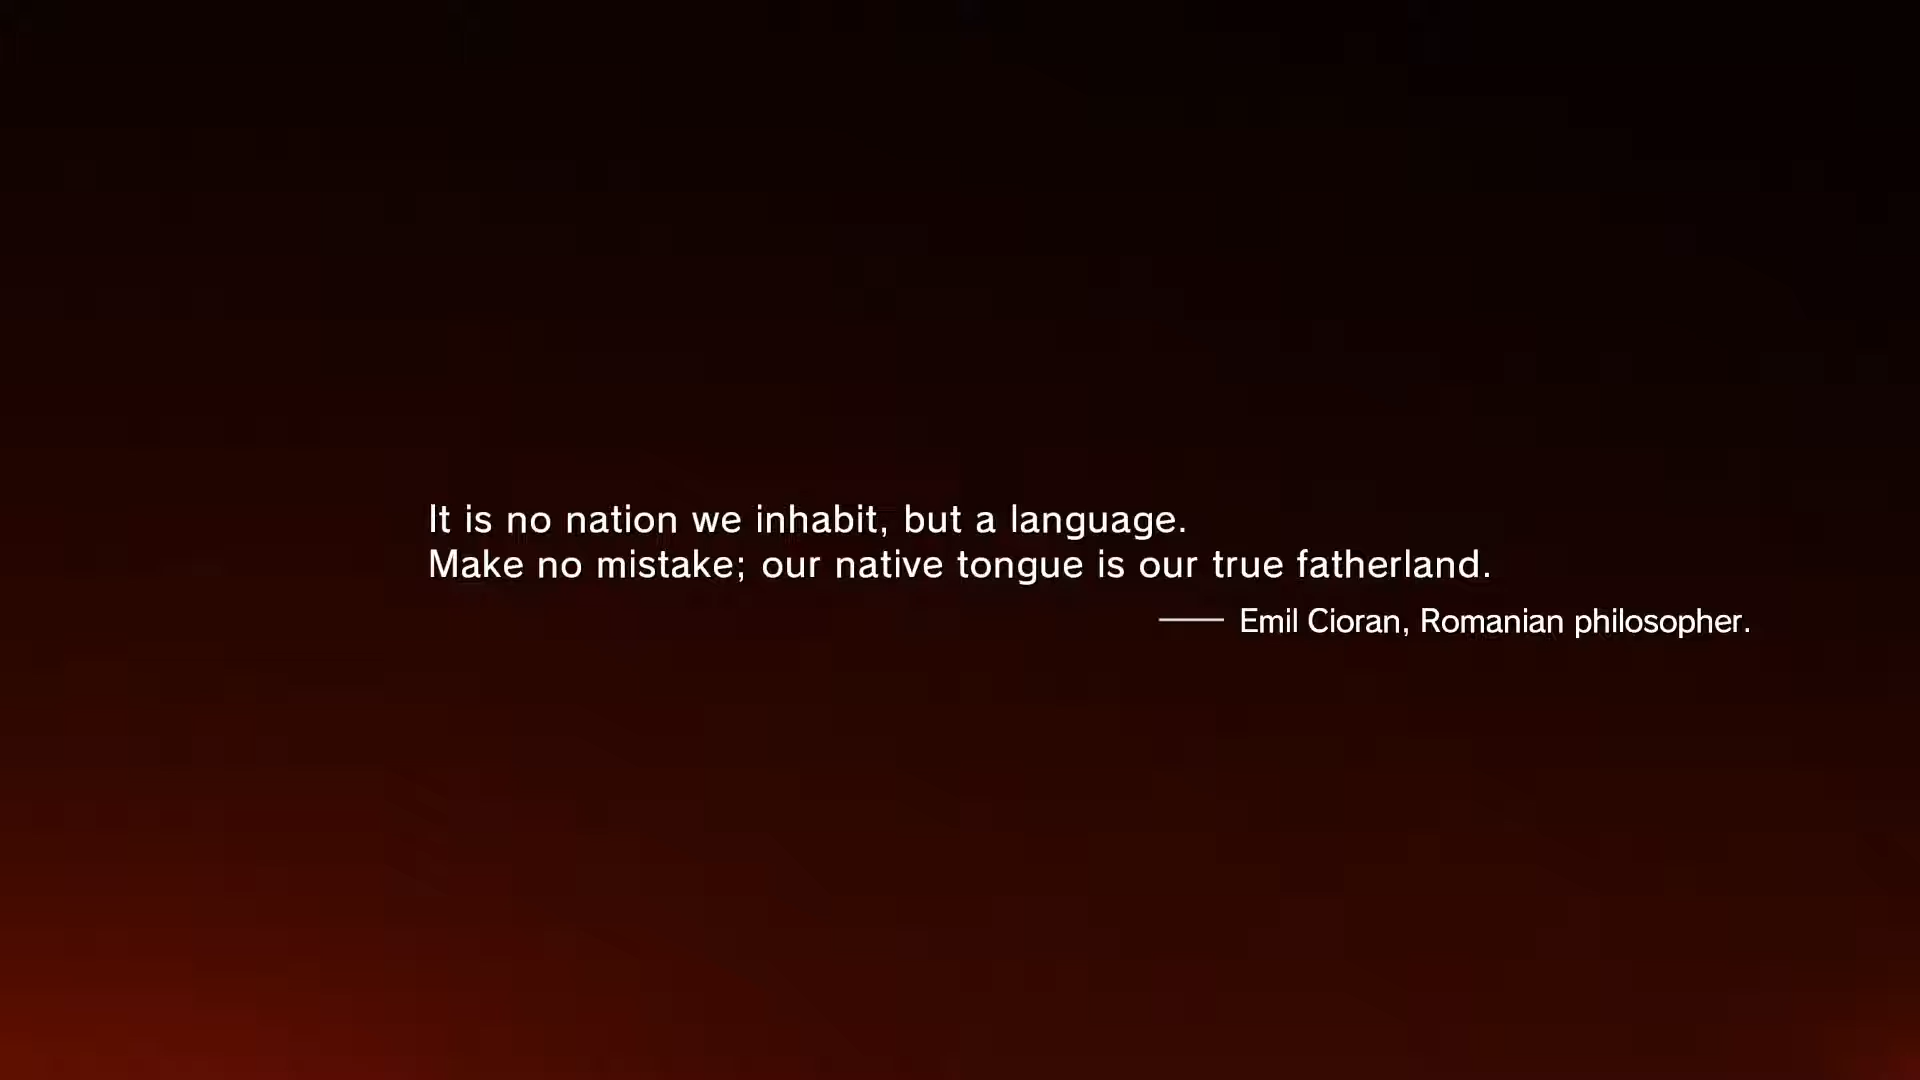 It is no nation we inhabit, but a language.
Make no mistake; our native tongue is our true fatherland.
—— Emil Cioran, Romanian philosopher.